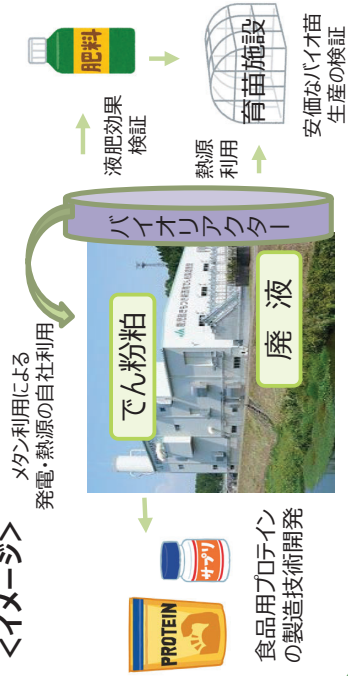 <イメージ>
メタン利用による
発電・熱源の自社利用
でん粉粕
廃 液
バイオリアクター
肥料
液肥効果
検証
熱源
利用
育苗施設
安価なバイオ苗
生産の検証
PROTEIN
サプリ
食品用プロテイン
の製造技術開発